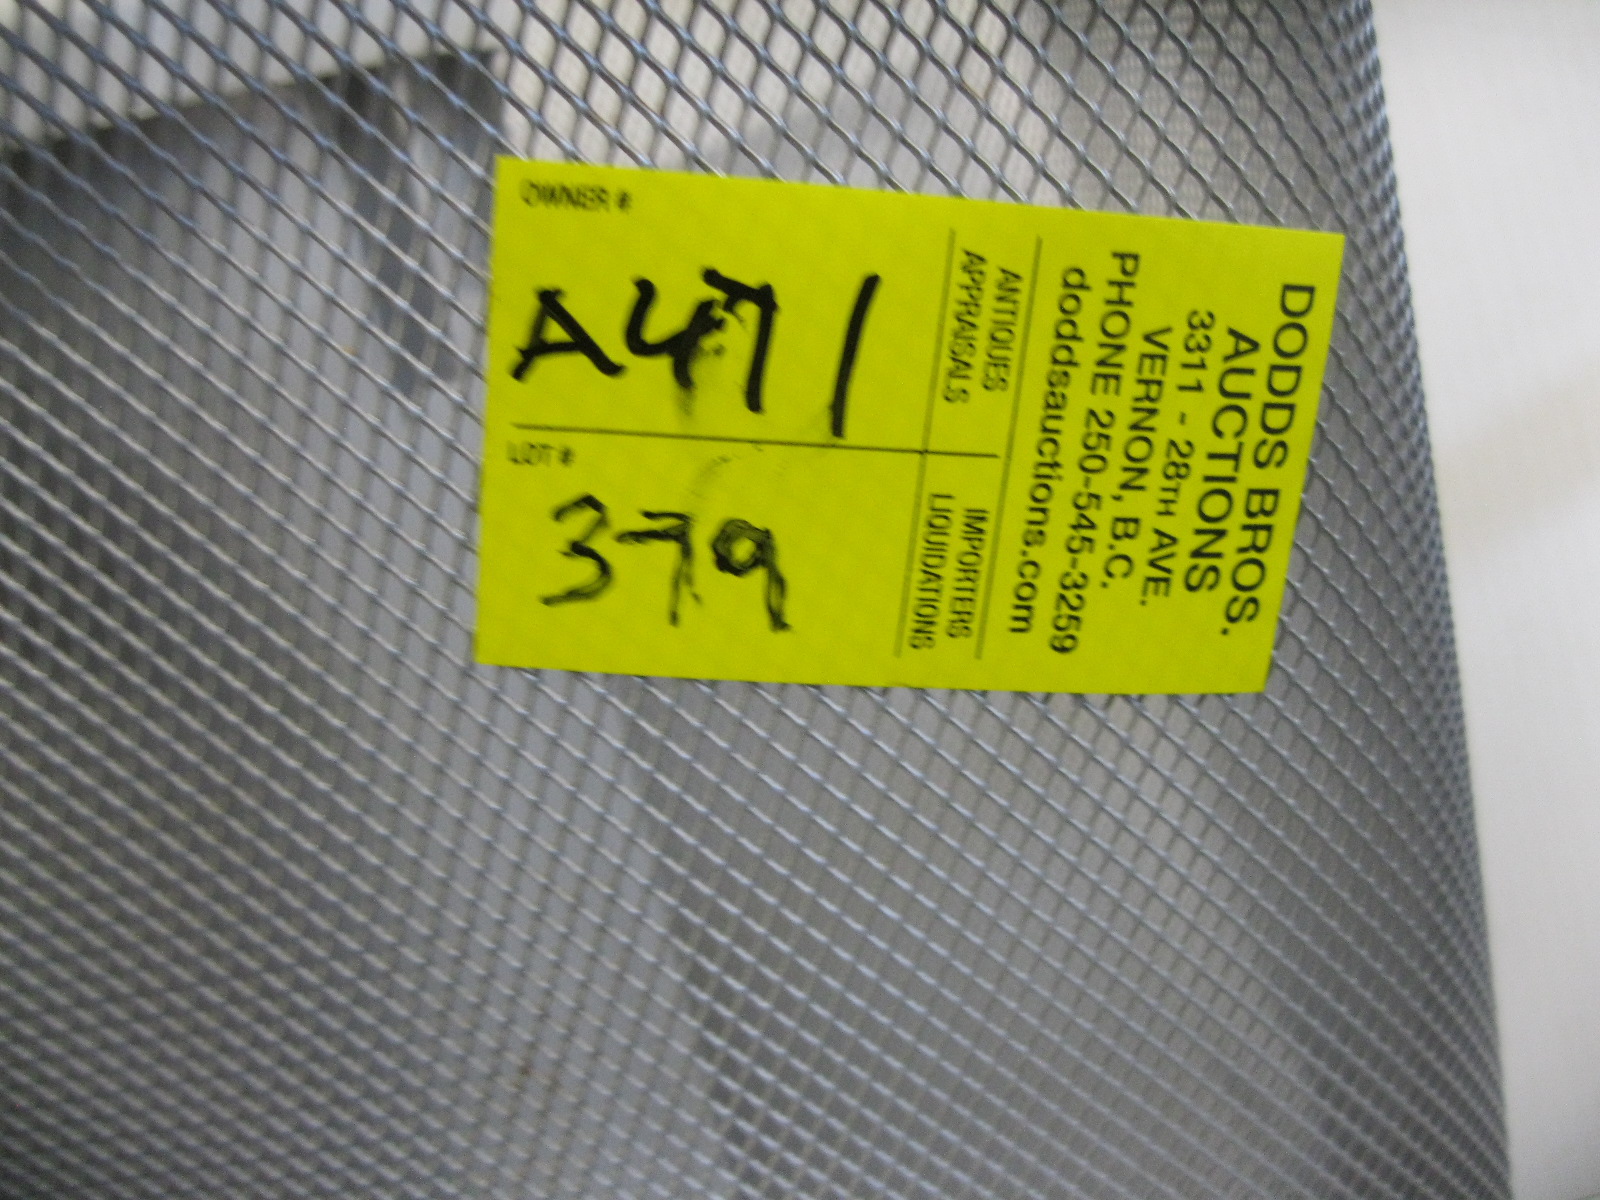 DODDS BROS.
AUCTIONS
3311 - 28TH AVE.
VERNON, B.C.
PHONE 250-545-3259
doddsauctions.com
ANTIQUES
APPRAISALS
IMPORTERS
LIQUIDATIONS
OWNER #
A471
LOT #
379